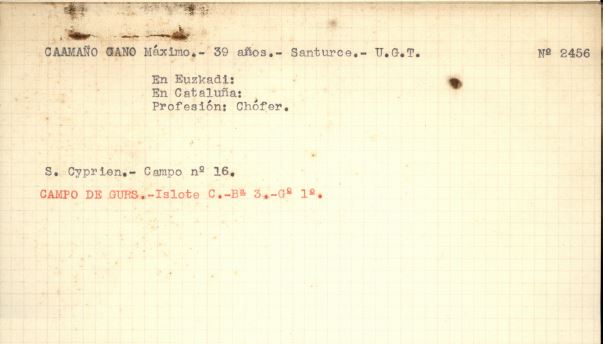 CAAMAÑO CANO Máximo.- 39 años.- Santurce.- U.G.T. Nº 2456
En Euzkadi:
En Cataluña:
Profesión: Chófer.
S. Cyprien.- Campo nº 16.
CAMPO DE GURS.-Islote C.-Bª 3.-Gº 1º.